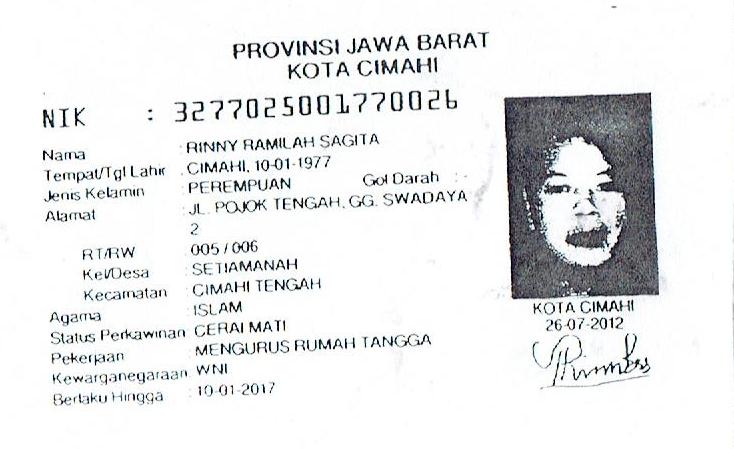 PROVINSI JAWA BARAT
KOTA CIMAHI
NIK : 3277025001770026
Nama : RINNY RAMILAH SAGITA
Tempat/Tgl Lahir : CIMAHI, 10-01-1977
Jenis Kelamin : PEREMPUAN Gol Darah : -
Alamat : JL. POJOK TENGAH, GG. SWADAYA
2
RT/RW : 005 / 006
Kel/Desa : SETIAMANAH
Kecamatan : CIMAHI TENGAH
Agama : ISLAM
Status Perkawinan : CERAI MATI
Pekerjaan : MENGURUS RUMAH TANGGA
Kewarganegaraan : WNI
Berlaku Hingga : 10-01-2017
KOTA CIMAHI
26-07-2012